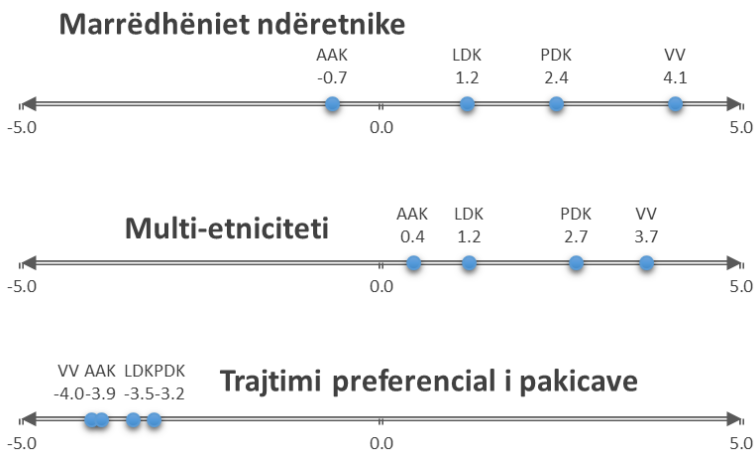 Marrëdhëniet ndëretnike
AAK LDK PDK VV
-0.7 1.2 2.4 4.1
-5.0 0.0 5.0
Multi-etniciteti
AAK LDK PDK VV
0.4 1.2 2.7 3.7
-5.0 0.0 5.0
VV AAK LDKPDK
-4.0-3.9 -3.5-3.2
Trajtimi preferencial i pakicave
-5.0 0.0 5.0